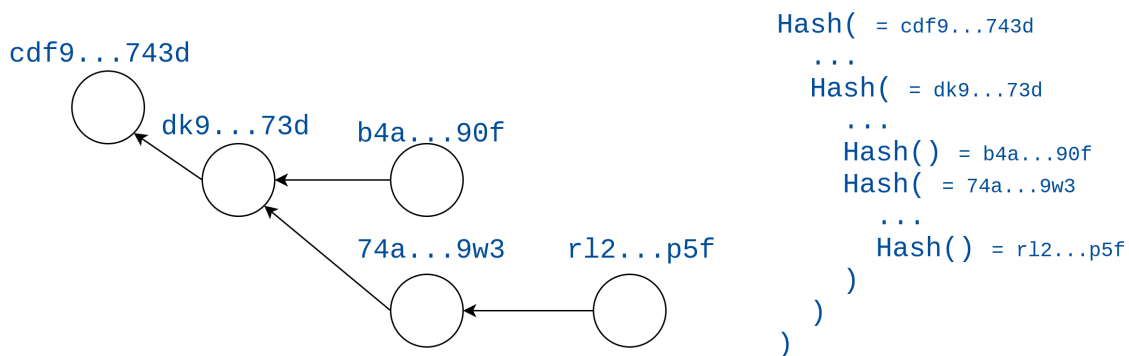 cdf9...743d
dk9...73d
b4a...90f
74a...9w3
rl2...p5f
Hash( = cdf9...743d
...
Hash( = dk9...73d
...
Hash() = b4a...90f
Hash( = 74a...9w3
...
Hash() = rl2...p5f
)
)
)